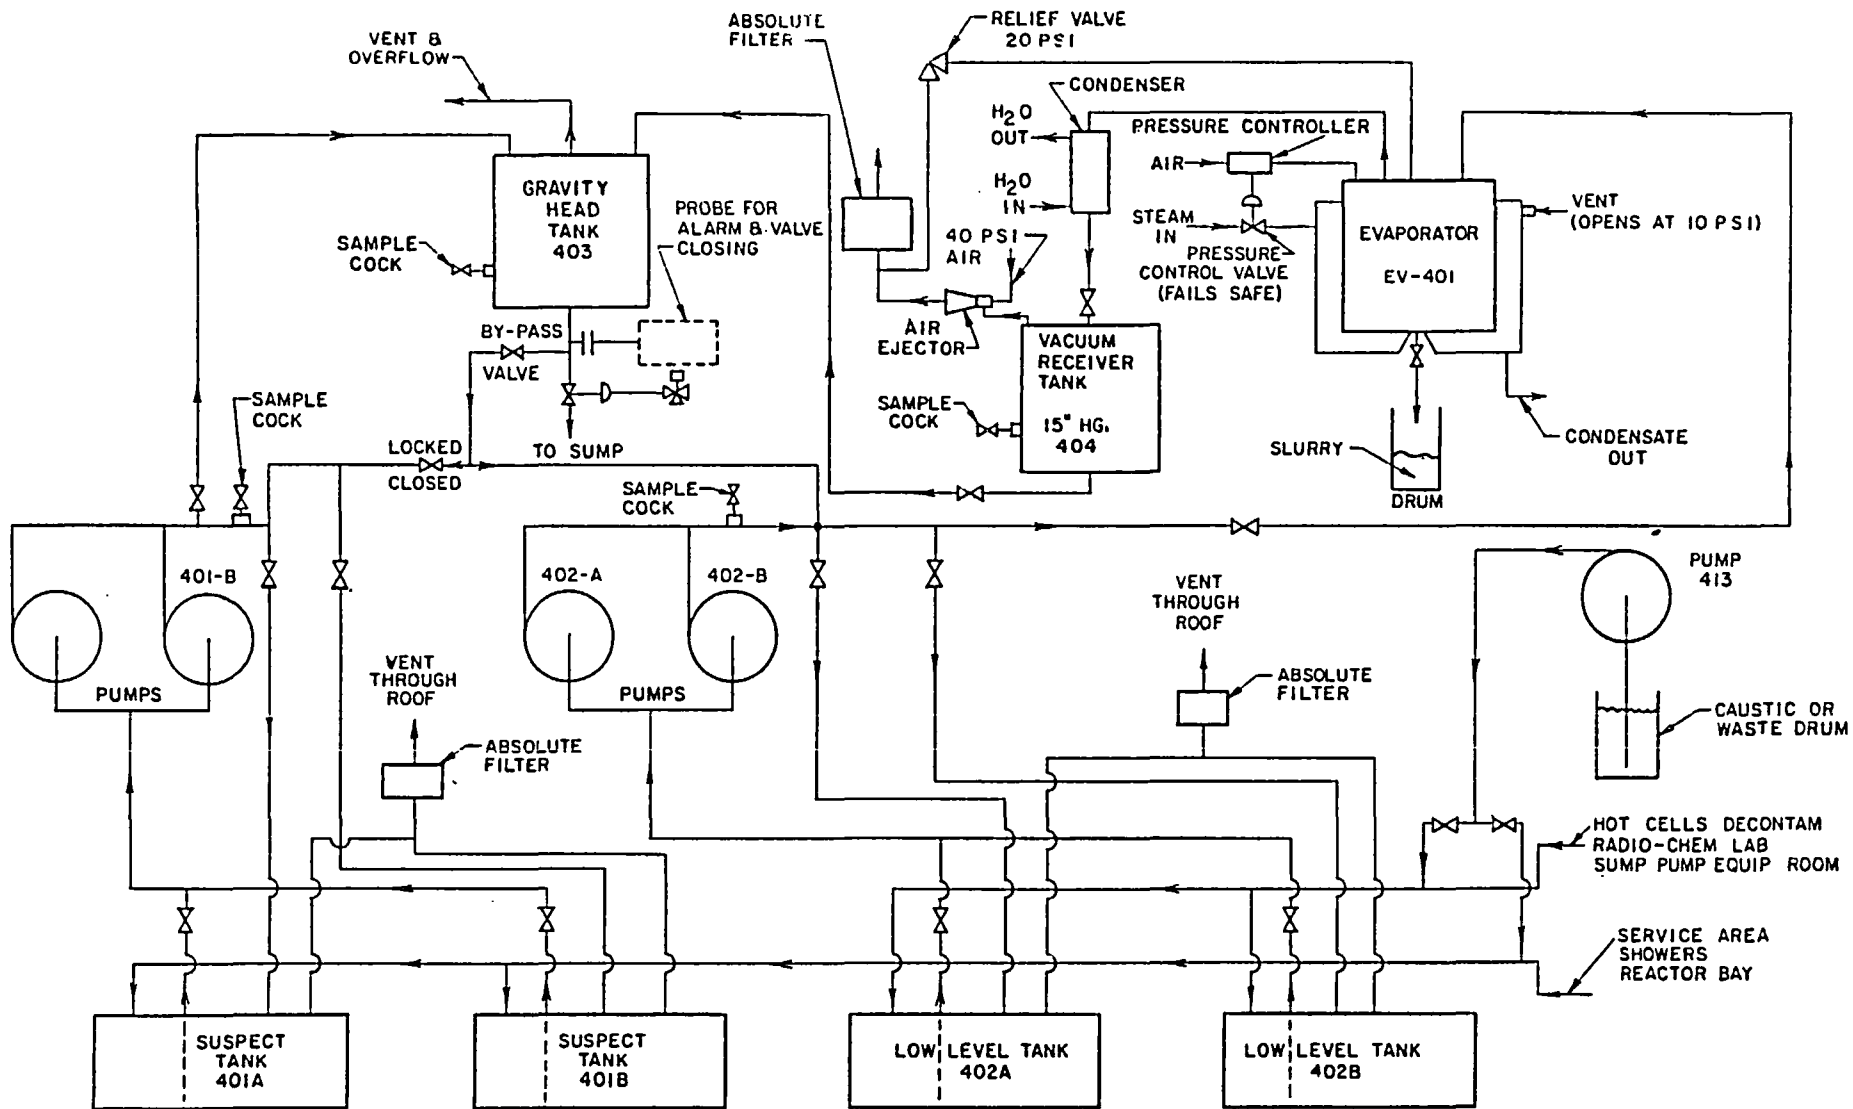 VENT &
OVERFLOW
ABSOLUTE
FILTER
RELIEF VALVE
20 PSI
CONDENSER
H2O
OUT
PRESSURE CONTROLLER
AIR
GRAVITY
HEAD
TANK
403
PROBE FOR
ALARM & VALVE
CLOSING
H2O
IN
STEAM
IN
VENT
(OPENS AT 10 PSI)
SAMPLE
COCK
40 PSI
AIR
EVAPORATOR
EV-401
PRESSURE
CONTROL VALVE
(FAILS SAFE)
BY-PASS
VALVE
AIR
EJECTOR
VACUUM
RECEIVER
TANK
15" HG.
404
SAMPLE
COCK
SAMPLE
COCK
LOCKED
CLOSED
TO SUMP
SLURRY
DRUM
CONDENSATE
OUT
SAMPLE
COCK
401-B
402-A
402-B
PUMP
413
VENT
THROUGH
ROOF
VENT
THROUGH
ROOF
PUMPS
PUMPS
ABSOLUTE
FILTER
CAUSTIC OR
WASTE DRUM
ABSOLUTE
FILTER
HOT CELLS DECONTAM
RADIO-CHEM LAB
SUMP PUMP EQUIP ROOM
SERVICE AREA
SHOWERS
REACTOR BAY
SUSPECT
TANK
401A
SUSPECT
TANK
401B
LOW LEVEL TANK
402A
LOW LEVEL TANK
402B